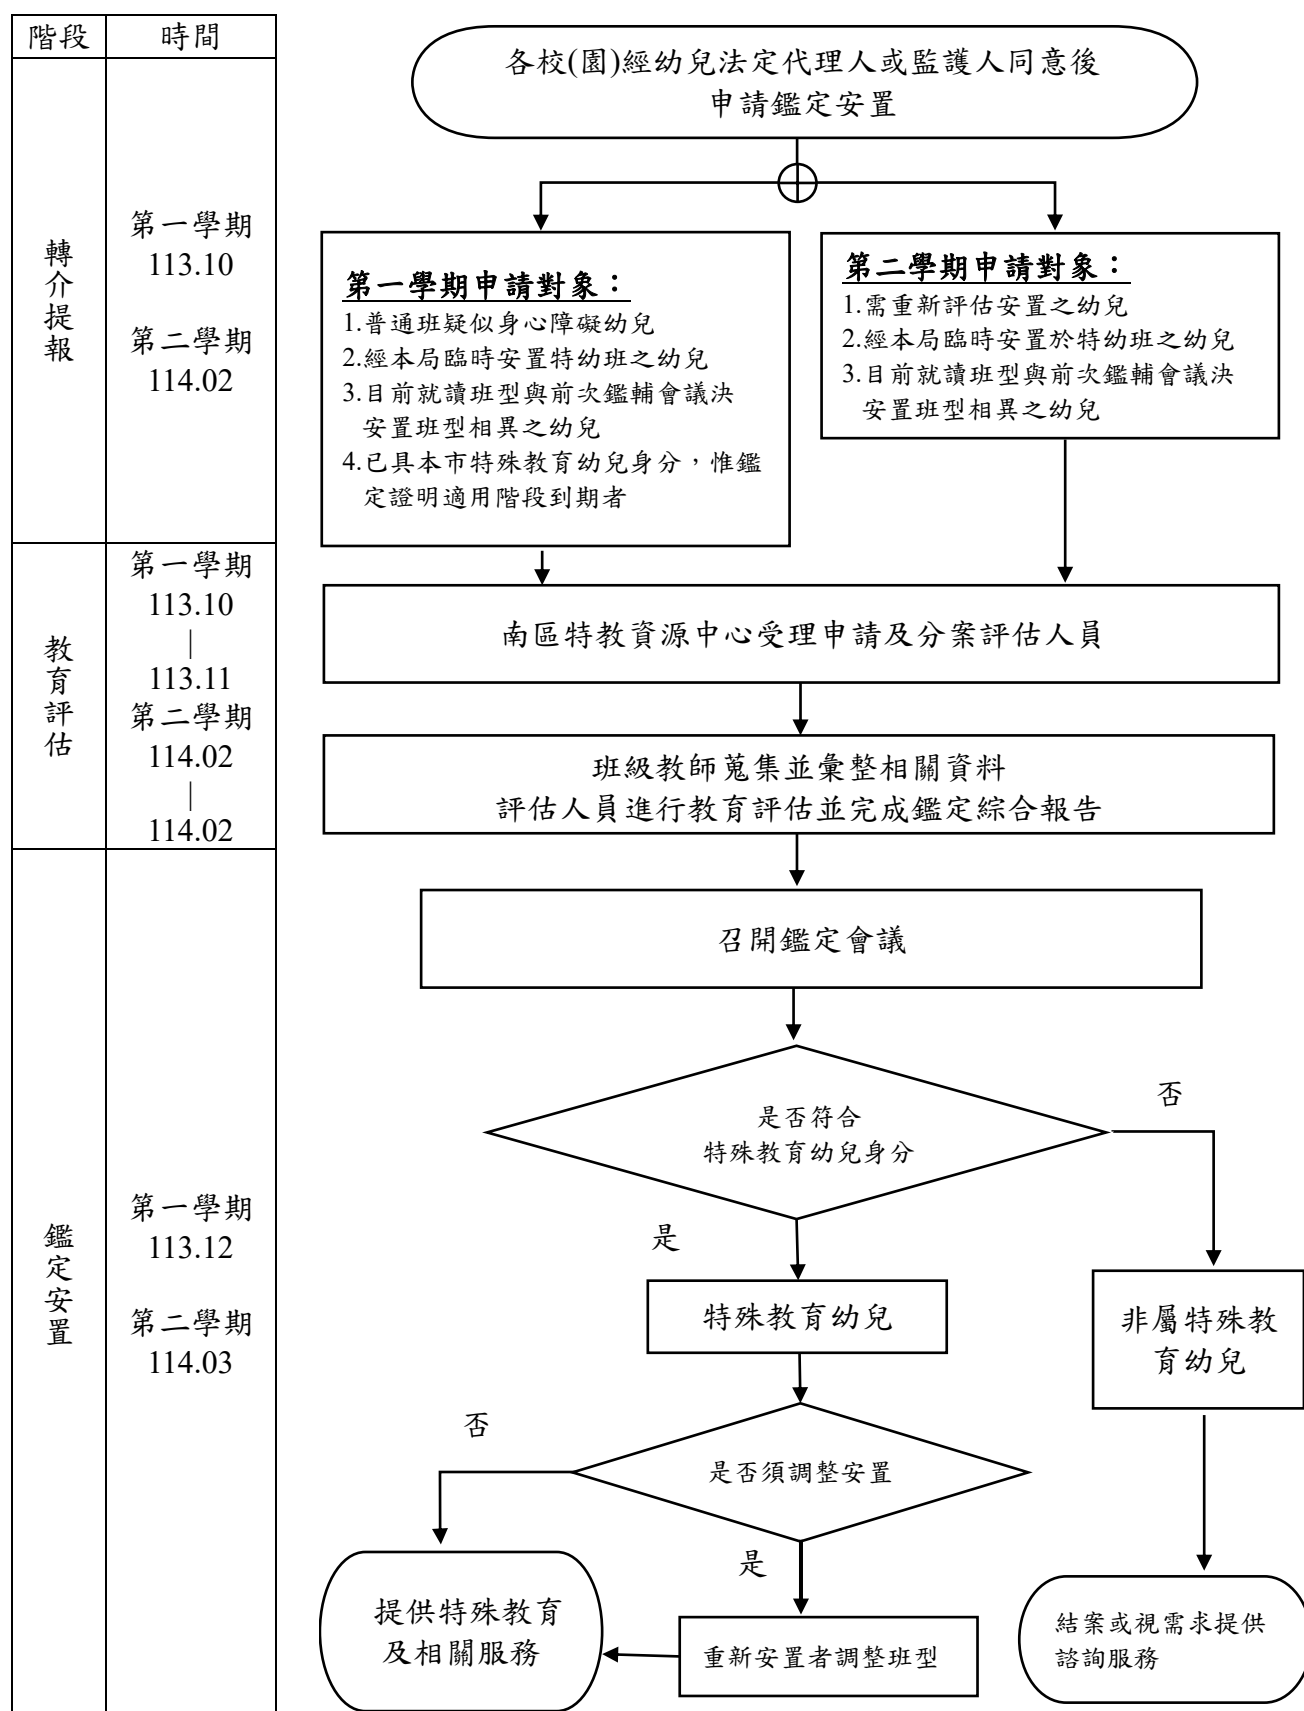 階段
時間
轉介提報
第一學期
113.10
第二學期
114.02
教育評估
第一學期
113.10
|
113.11
第二學期
114.02
|
114.02
鑑定安置
第一學期
113.12
第二學期
114.03
各校(園)經幼兒法定代理人或監護人同意後
申請鑑定安置
第一學期申請對象：
1.普通班疑似身心障礙幼兒
2.經本局臨時安置特幼班之幼兒
3.目前就讀班型與前次鑑輔會議決
安置班型相異之幼兒
4.已具本市特殊教育幼兒身分，惟鑑
定證明適用階段到期者
第二學期申請對象：
1.需重新評估安置之幼兒
2.經本局臨時安置於特幼班之幼兒
3.目前就讀班型與前次鑑輔會議決
安置班型相異之幼兒
南區特教資源中心受理申請及分案評估人員
班級教師蒐集並彙整相關資料
評估人員進行教育評估並完成鑑定綜合報告
召開鑑定會議
是否符合
特殊教育幼兒身分
否
是
特殊教育幼兒
非屬特殊教
育幼兒
是否須調整安置
否
是
提供特殊教育
及相關服務
重新安置者調整班型
結案或視需求提供
諮詢服務